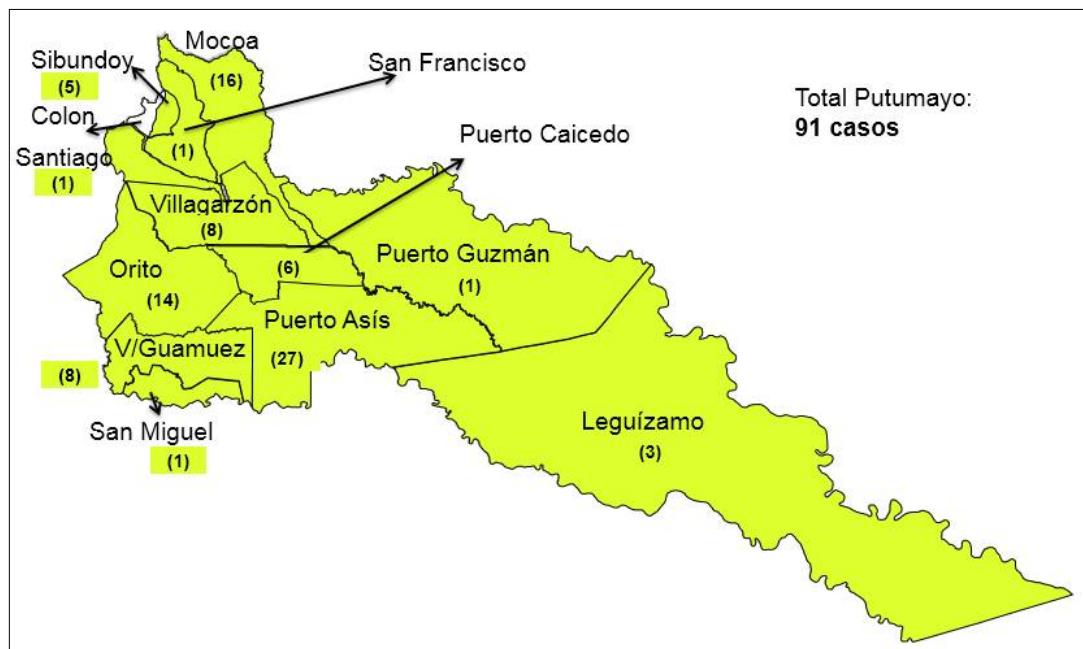 Mocoa
(16)
Sibundoy
(5)
San Francisco
(1)
Total Putumayo:
91 casos
Colon
Puerto Caicedo
(6)
Santiago
(1)
Villagarzón
(8)
Puerto Guzmán
(1)
Orito
(14)
Puerto Asís
(27)
V/Guamuez
(8)
San Miguel
(1)
Leguízamo
(3)